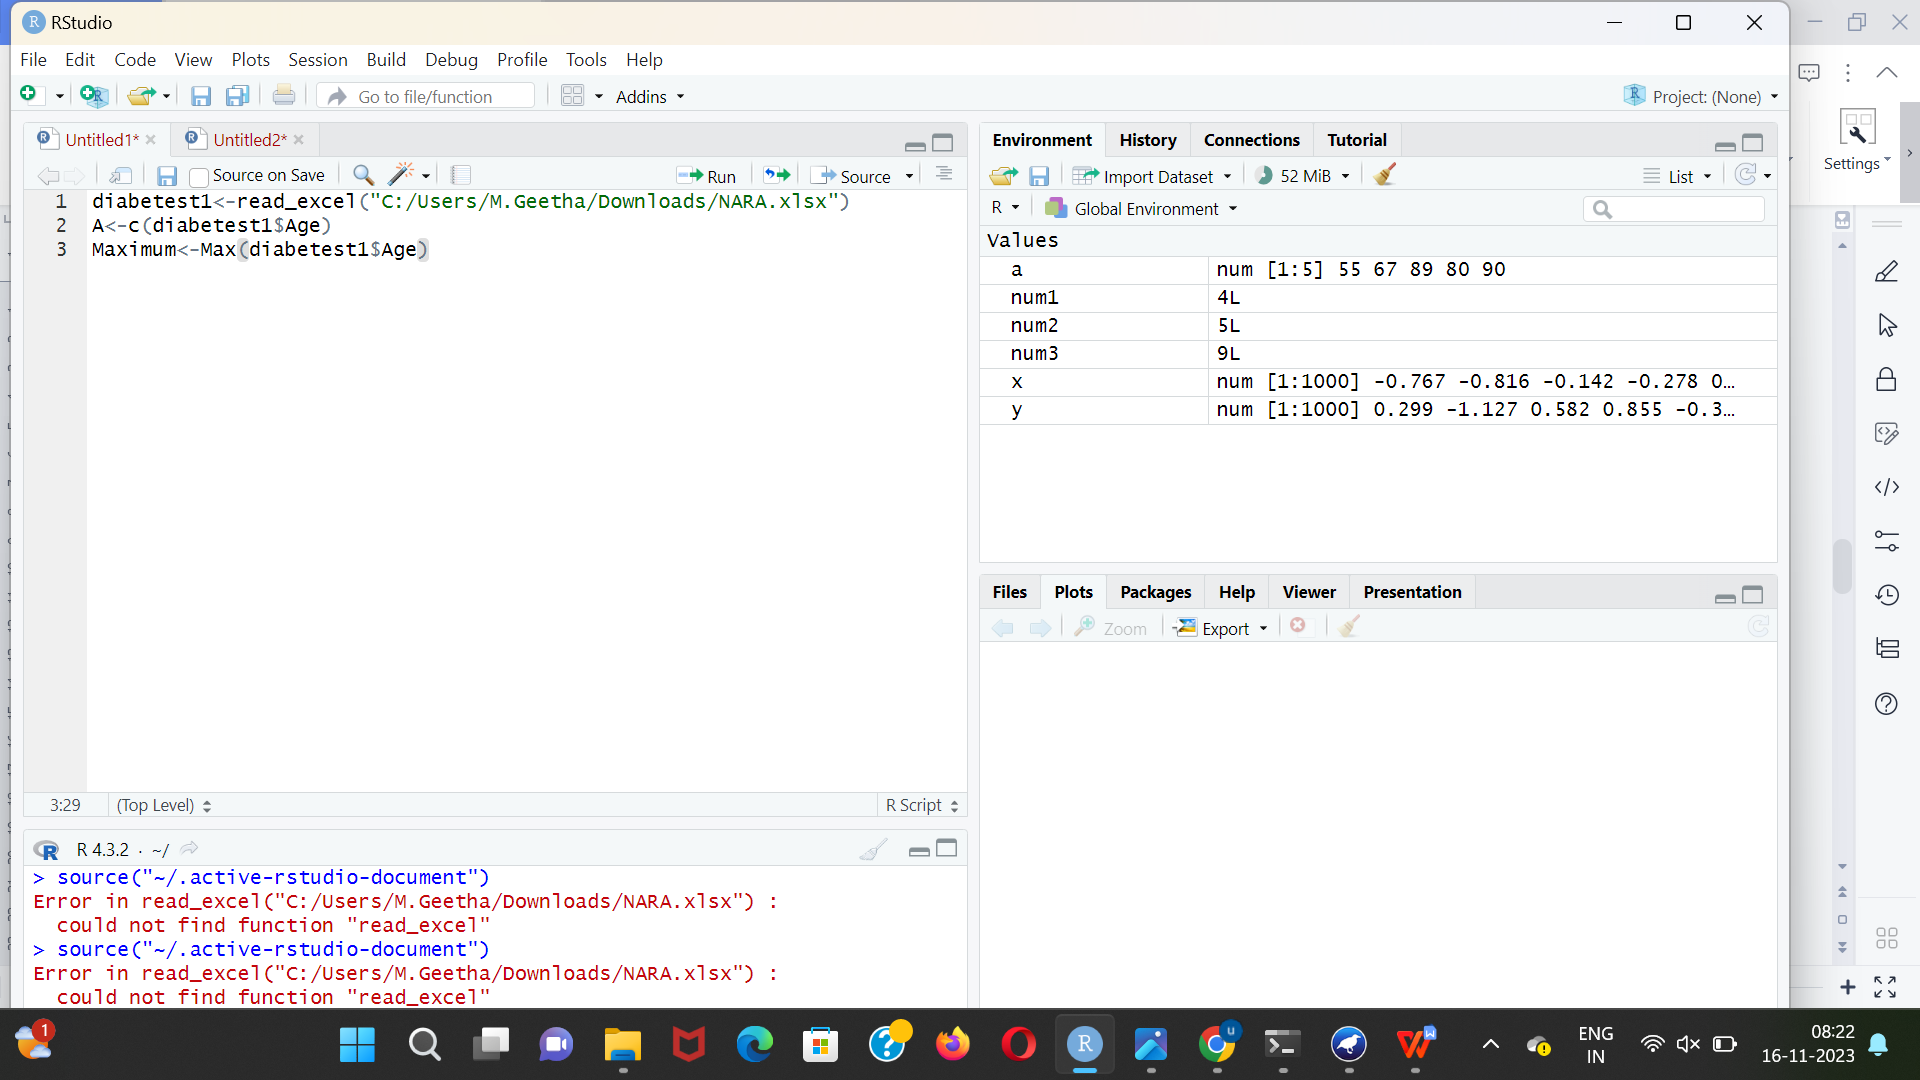 RStudio
File Edit Code View Plots Session Build Debug Profile Tools Help
Go to file/function Addins Project: (None)
Untitled1* Untitled2*
Source on Save Run Source
1 diabetest1<-read_excel("C:/Users/M.Geetha/Downloads/NARA.xlsx")
2 A<-c(diabetest1$Age)
3 Maximum<-Max(diabetest1$Age)
3:29 (Top Level) R Script
R 4.3.2 · ~/
> source("~/.active-rstudio-document")
Error in read_excel("C:/Users/M.Geetha/Downloads/NARA.xlsx") :
could not find function "read_excel"
> source("~/.active-rstudio-document")
Error in read_excel("C:/Users/M.Geetha/Downloads/NARA.xlsx") :
could not find function "read_excel"
Environment History Connections Tutorial
Import Dataset 52 MiB List
R Global Environment
Values
a num [1:5] 55 67 89 80 90
num1 4L
num2 5L
num3 9L
x num [1:1000] -0.767 -0.816 -0.142 -0.278 0…
y num [1:1000] 0.299 -1.127 0.582 0.855 -0.3…
Files Plots Packages Help Viewer Presentation
Zoom Export
Settings
1
ENG
IN
08:22
16-11-2023